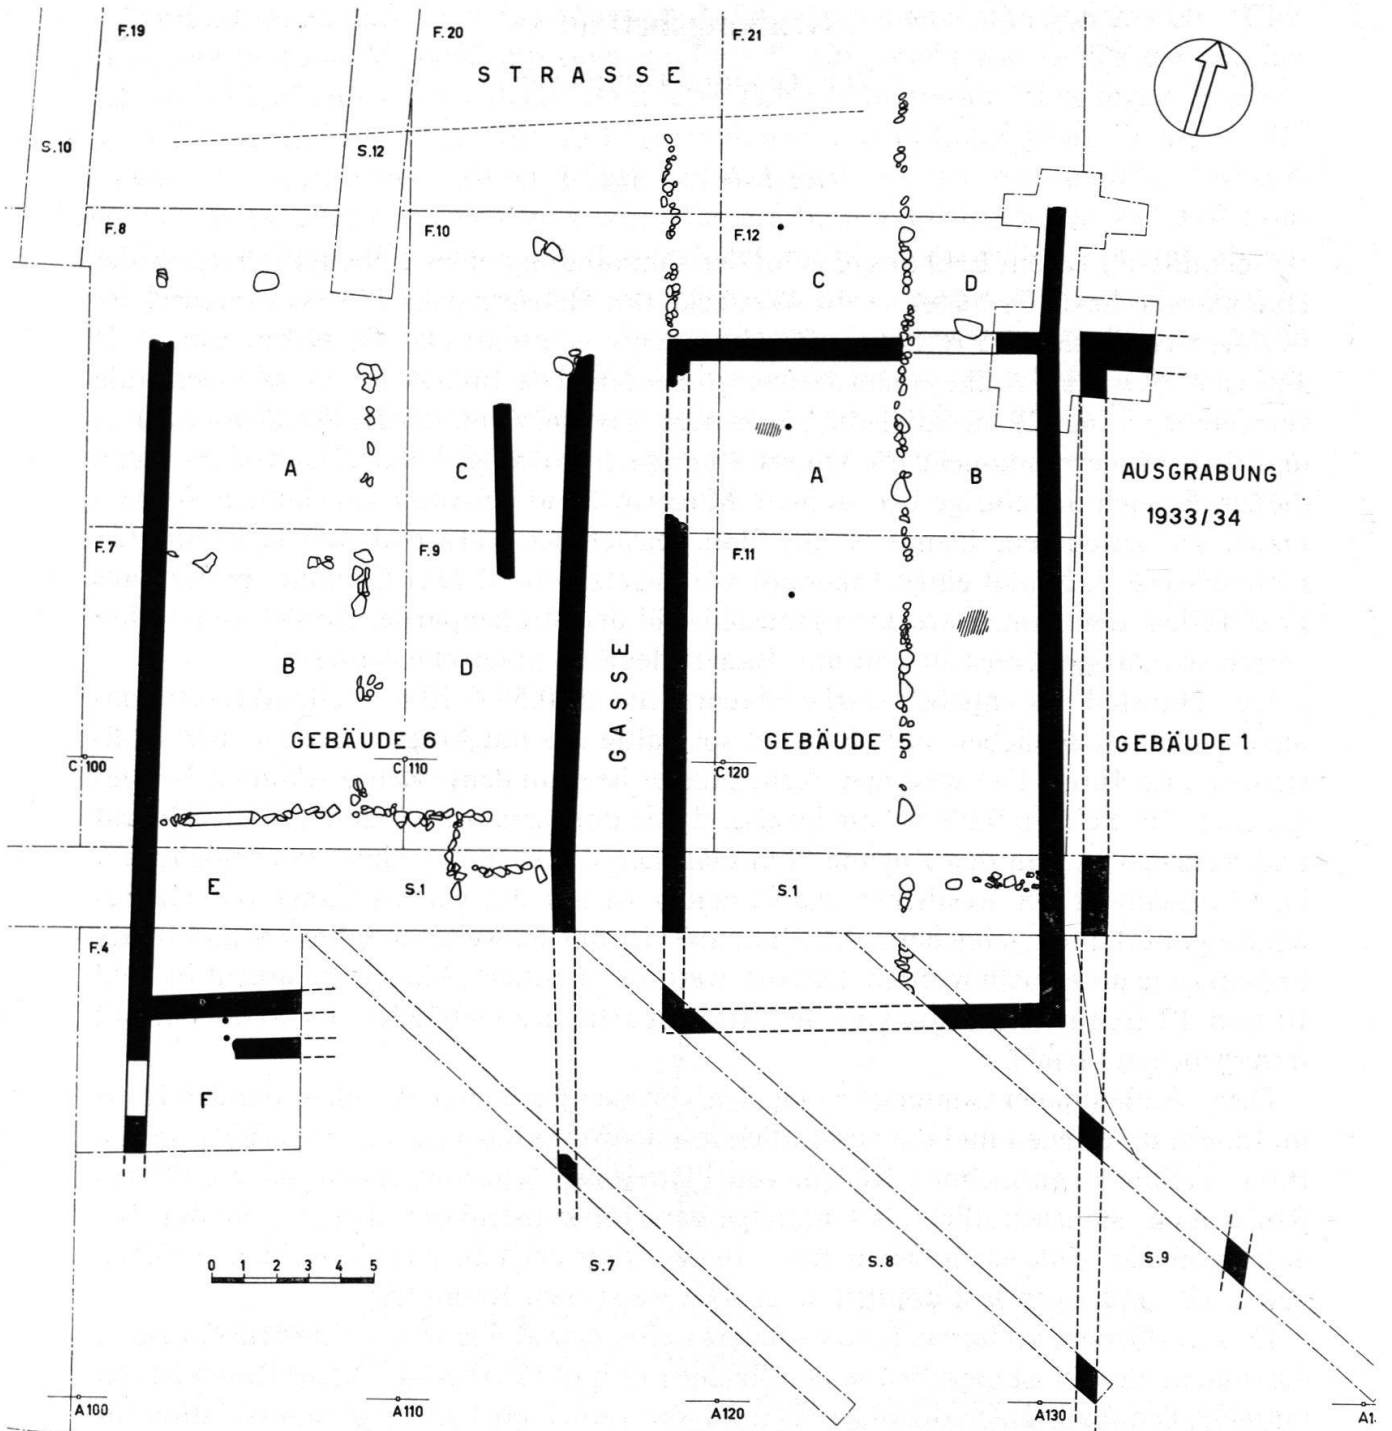 F.19
F.20
F.21
STRASSE
S.10
S.12
F.8
F.10
F.12
C
D
A
C
A
B
AUSGRABUNG
1933/34
F.7
F.9
F.11
B
D
GASSE
GEBÄUDE 6
GEBÄUDE 5
GEBÄUDE 1
C 100
C 110
C 120
E
S.1
S.1
F.4
F
0 1 2 3 4 5
S.7
S.8
S.9
A100
A110
A120
A130